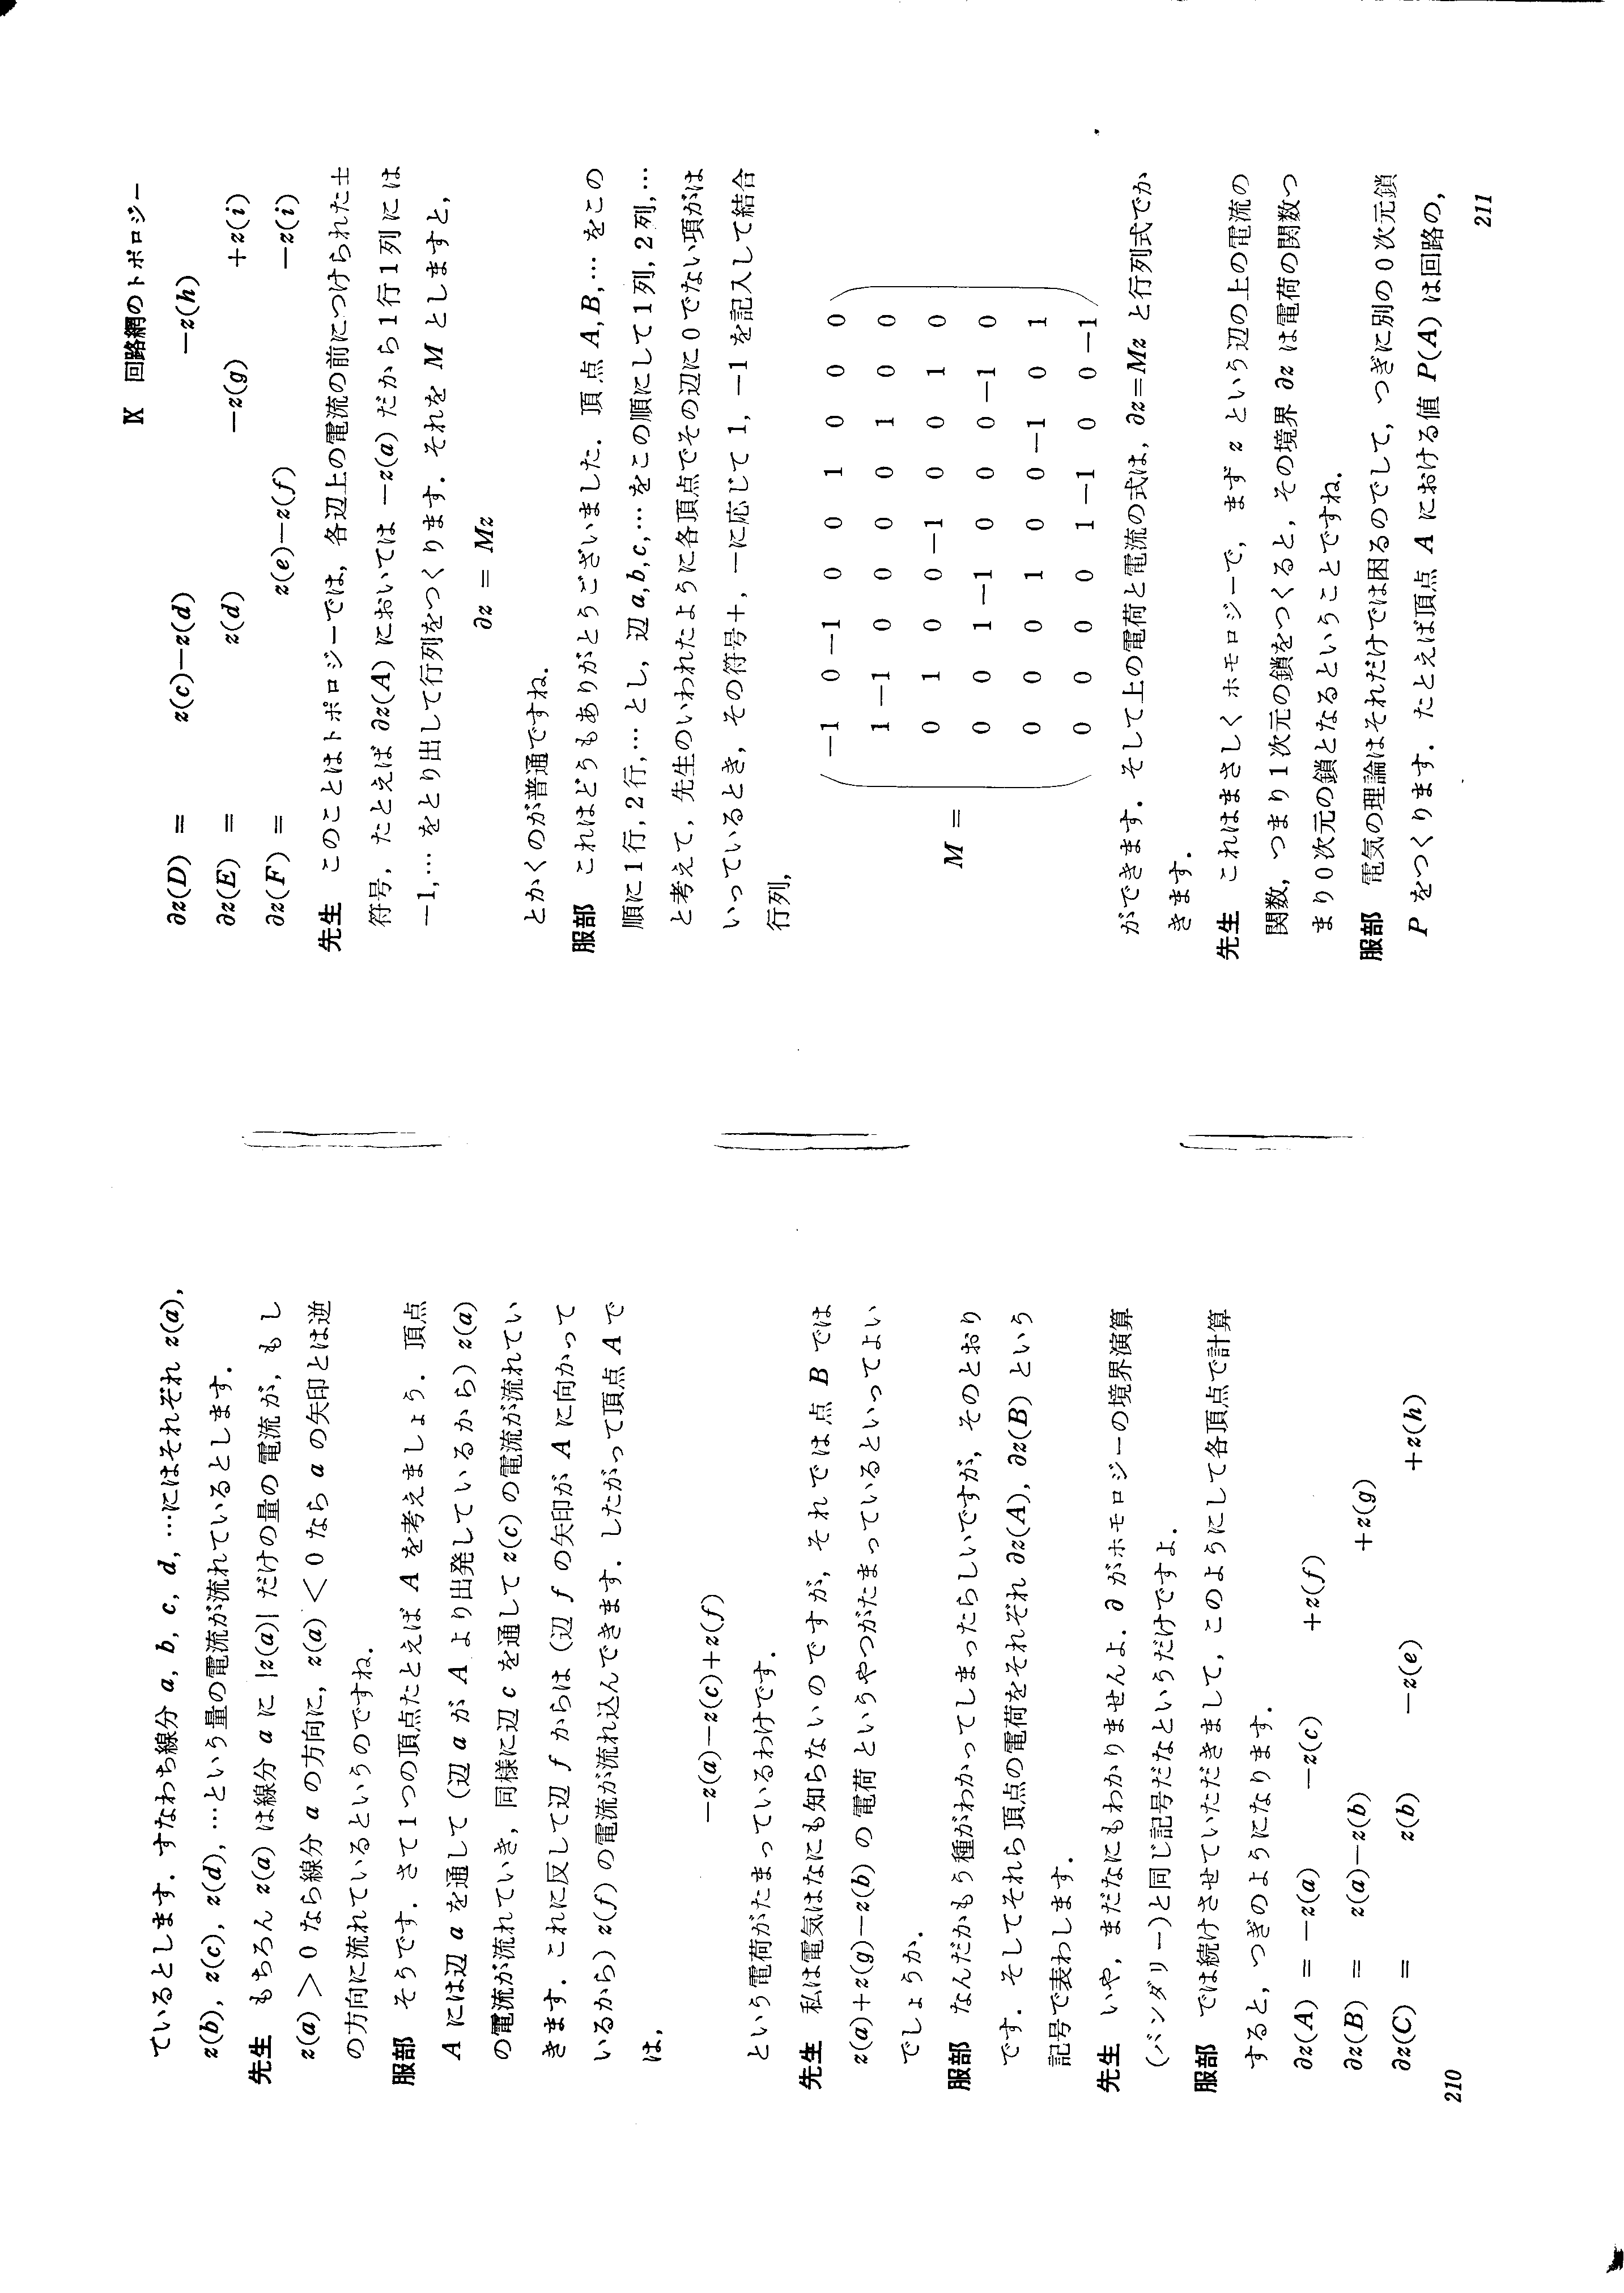 ているとします．すなわち線分 a, b, c, d, …にはそれぞれ z(a),
z(b), z(c), z(d), …という量の電流が流れているとします．
先生 もちろん z(a) は線分 a に |z(a)| だけの量の電流が，もし
z(a) > 0 なら線分 a の方向に，z(a) < 0 なら a の矢印とは逆
の方向に流れているというのですね．
服部 そうです．さて1つの頂点たとえば A を考えましょう．頂点
A には辺 a を通して (辺 a が A より出発しているから) z(a)
の電流が流れていき，同様に辺 c を通して z(c) の電流が流れてい
きます．これに反して辺 f からは (辺 f の矢印が A に向かって
いるから) z(f) の電流が流れ込んできます．したがって頂点 A で
は，
−z(a)−z(c)+z(f)
という電荷がたまっているわけです．
先生 私は電気はなにも知らないのですが，それでは点 B では
z(a)+z(g)−z(b) の電荷というやつがたまっているといってよい
でしょうか．
服部 なんだかもう種がわかってしまったらしいですが，そのとおり
です．そしてそれら頂点の電荷をそれぞれ ∂z(A), ∂z(B) という
記号で表わします．
先生 いや，まだなにもわかりませんよ．∂ がホモロジーの境界演算
(バンダリー)と同じ記号だなというだけですよ．
服部 では続けさせていただきまして，このようにして各頂点で計算
すると，つぎのようになります．
∂z(A) = −z(a) −z(c) +z(f)
∂z(B) = z(a)−z(b) +z(g)
∂z(C) = z(b) −z(e) +z(h)
210
Ⅸ 回路網のトポロジー
∂z(D) = z(c)−z(d) −z(h)
∂z(E) = z(d) −z(g) +z(i)
∂z(F) = z(e)−z(f) −z(i)
先生 このことはトポロジーでは，各辺上の電流の前につけられた±
符号，たとえば ∂z(A) においては −z(a) だから1行1列には
−1,… をとり出して行列をつくります．それを M としますと，
∂z = Mz
とかくのが普通ですね．
服部 これはどうもありがとうございました．頂点 A, B, … をこの
順に1行, 2行, … とし，辺 a, b, c, … をこの順にして1列, 2列, …
と考えて，先生のいわれたように各頂点でその辺に0でない項がは
いっているとき，その符号+，−に応じて 1, −1 を記入して結合
行列，
−1 0 −1 0 0 1 0 0 0
1 −1 0 0 0 0 1 0 0
0 1 0 0 −1 0 0 1 0
M = 0 0 1 −1 0 0 0 −1 0
0 0 0 1 0 0 −1 0 1
0 0 0 0 1 −1 0 0 −1
ができます．そして上の電荷と電流の式は，∂z=Mz と行列式でか
きます．
先生 これはまさしくホモロジーで，まず z という辺の上の電流の
関数，つまり1次元の鎖をつくると，その境界 ∂z は電荷の関数つ
まり0次元の鎖となるということですね．
服部 電気の理論はそれだけでは困るのでして，つぎに別の0次元鎖
P をつくります．たとえば頂点 A における値 P(A) は回路の，
211